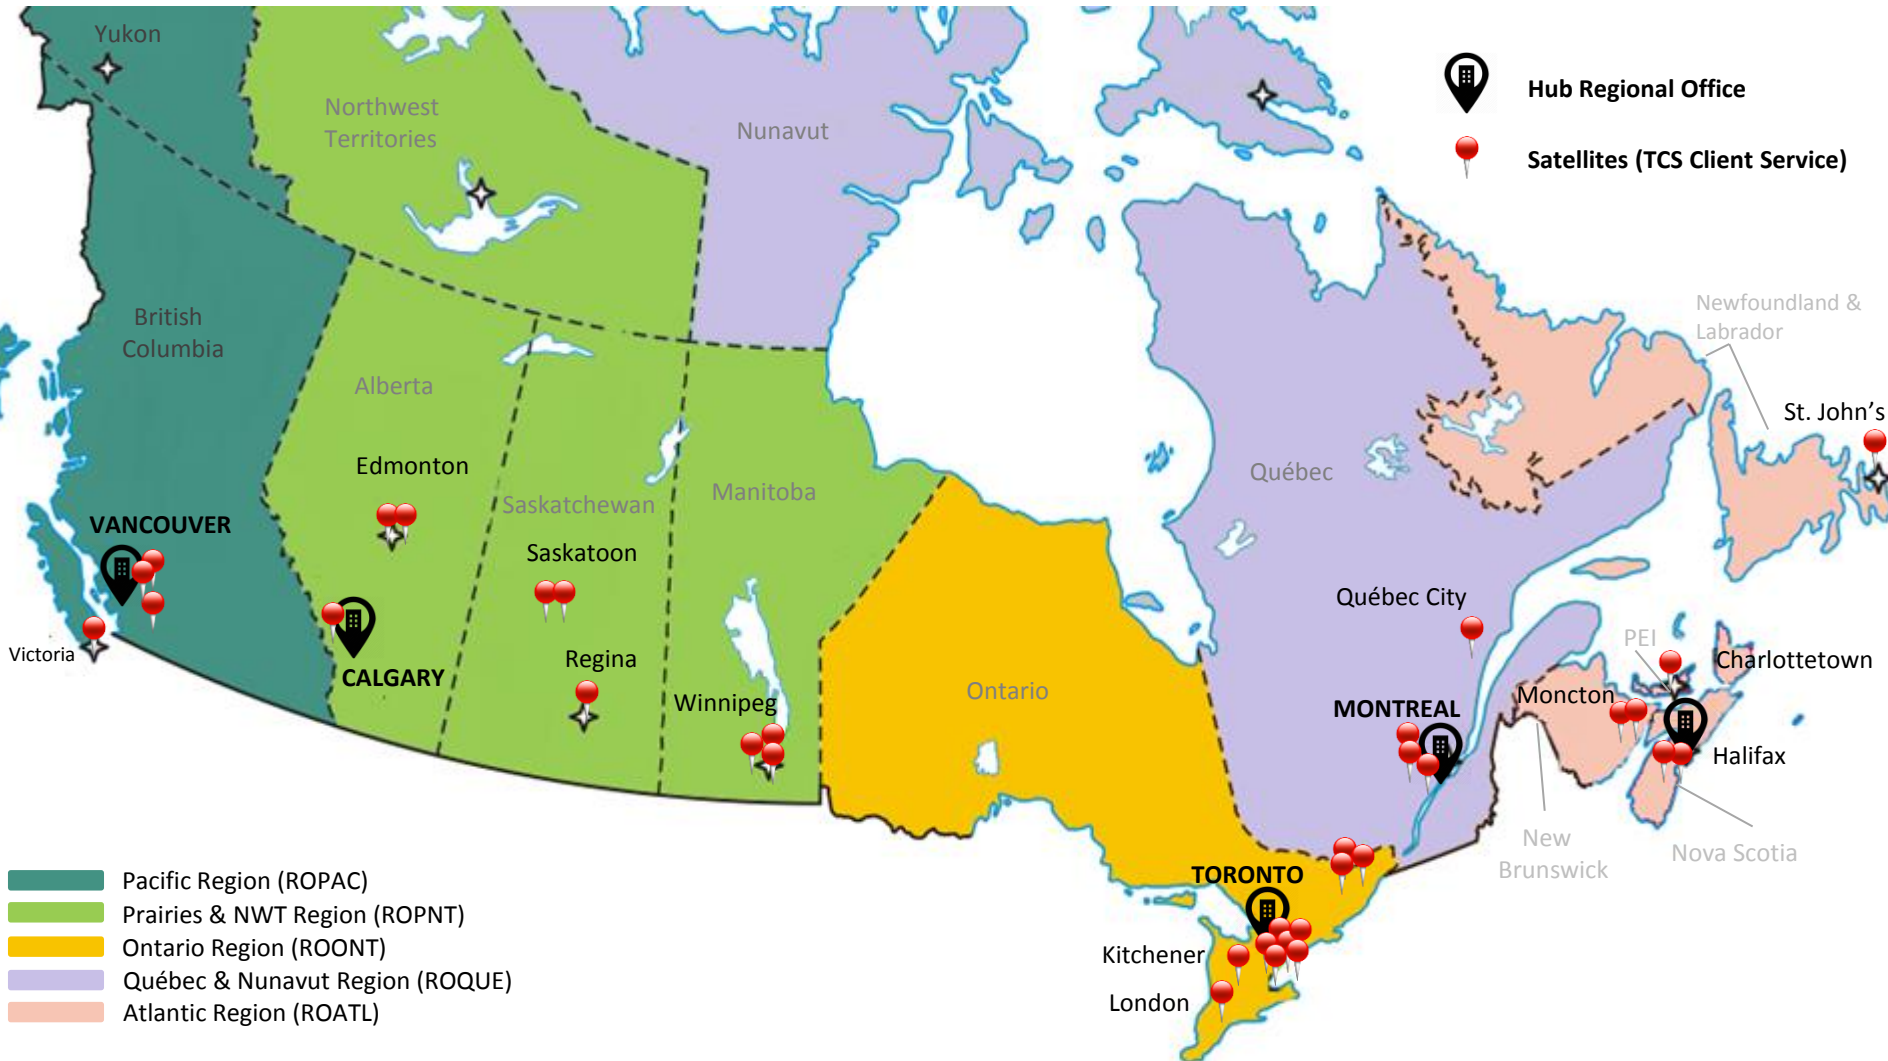 Yukon
Northwest
Territories
Nunavut
Hub Regional Office
Satellites (TCS Client Service)
British
Columbia
Newfoundland &
Labrador
Alberta
St. John's
Edmonton
Québec
Saskatchewan
Manitoba
VANCOUVER
Saskatoon
Québec City
PEI
Victoria
Regina
Charlottetown
CALGARY
Ontario
Moncton
Winnipeg
MONTREAL
Halifax
New
Brunswick
Nova Scotia
TORONTO
Kitchener
London
Pacific Region (ROPAC)
Prairies & NWT Region (ROPNT)
Ontario Region (ROONT)
Québec & Nunavut Region (ROQUE)
Atlantic Region (ROATL)